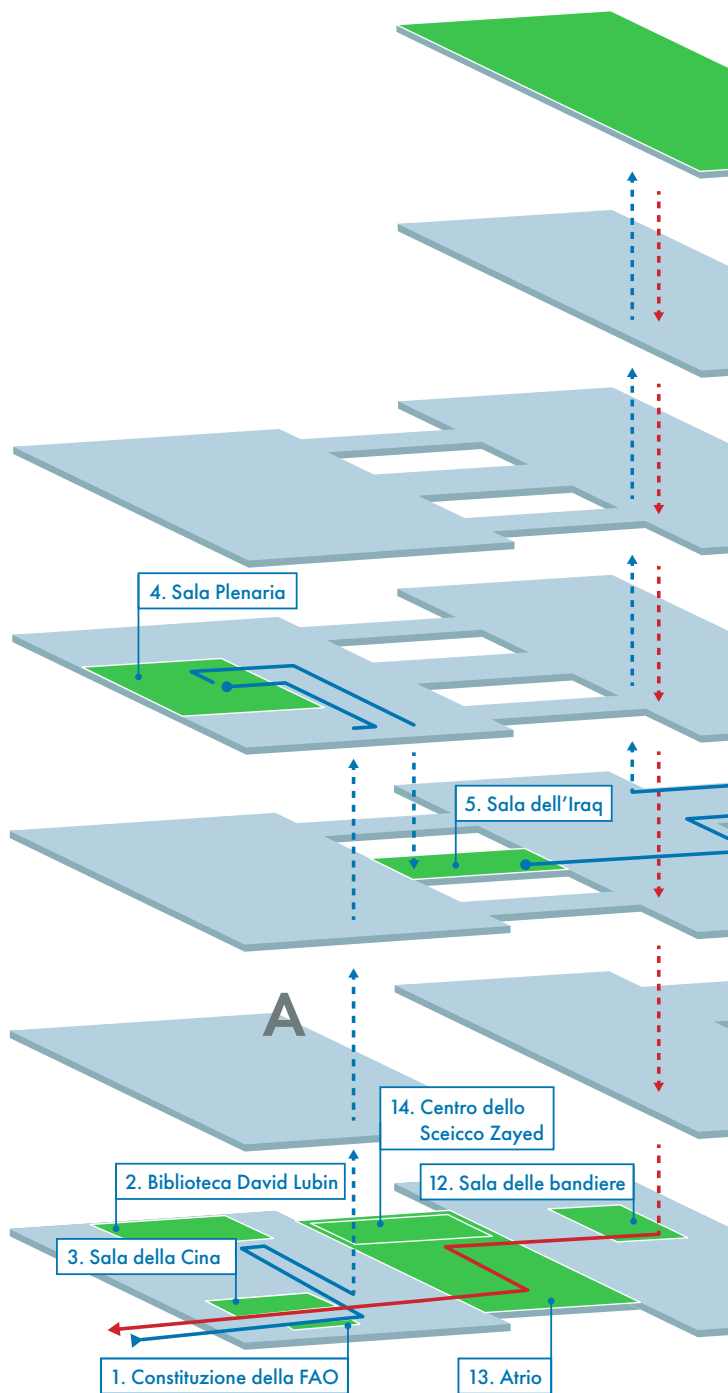 4. Sala Plenaria
5. Sala dell’Iraq
A
14. Centro dello
Sceicco Zayed
2. Biblioteca David Lubin
12. Sala delle bandiere
3. Sala della Cina
1. Constituzione della FAO
13. Atrio